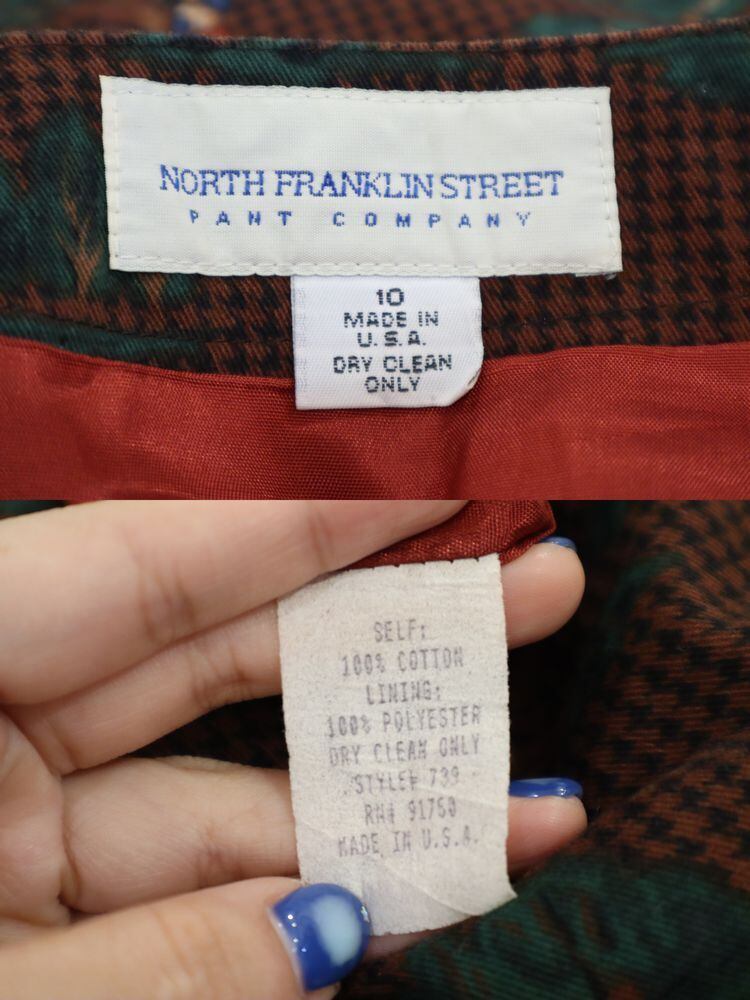 NORTH FRANKLIN STREET
PANT COMPANY
10
MADE IN
U.S.A.
DRY CLEAN
ONLY
SELF:
100% COTTON
LINING:
100% POLYESTER
DRY CLEAN ONLY
STYLE# 739
RN# 91760
MADE IN U.S.A.